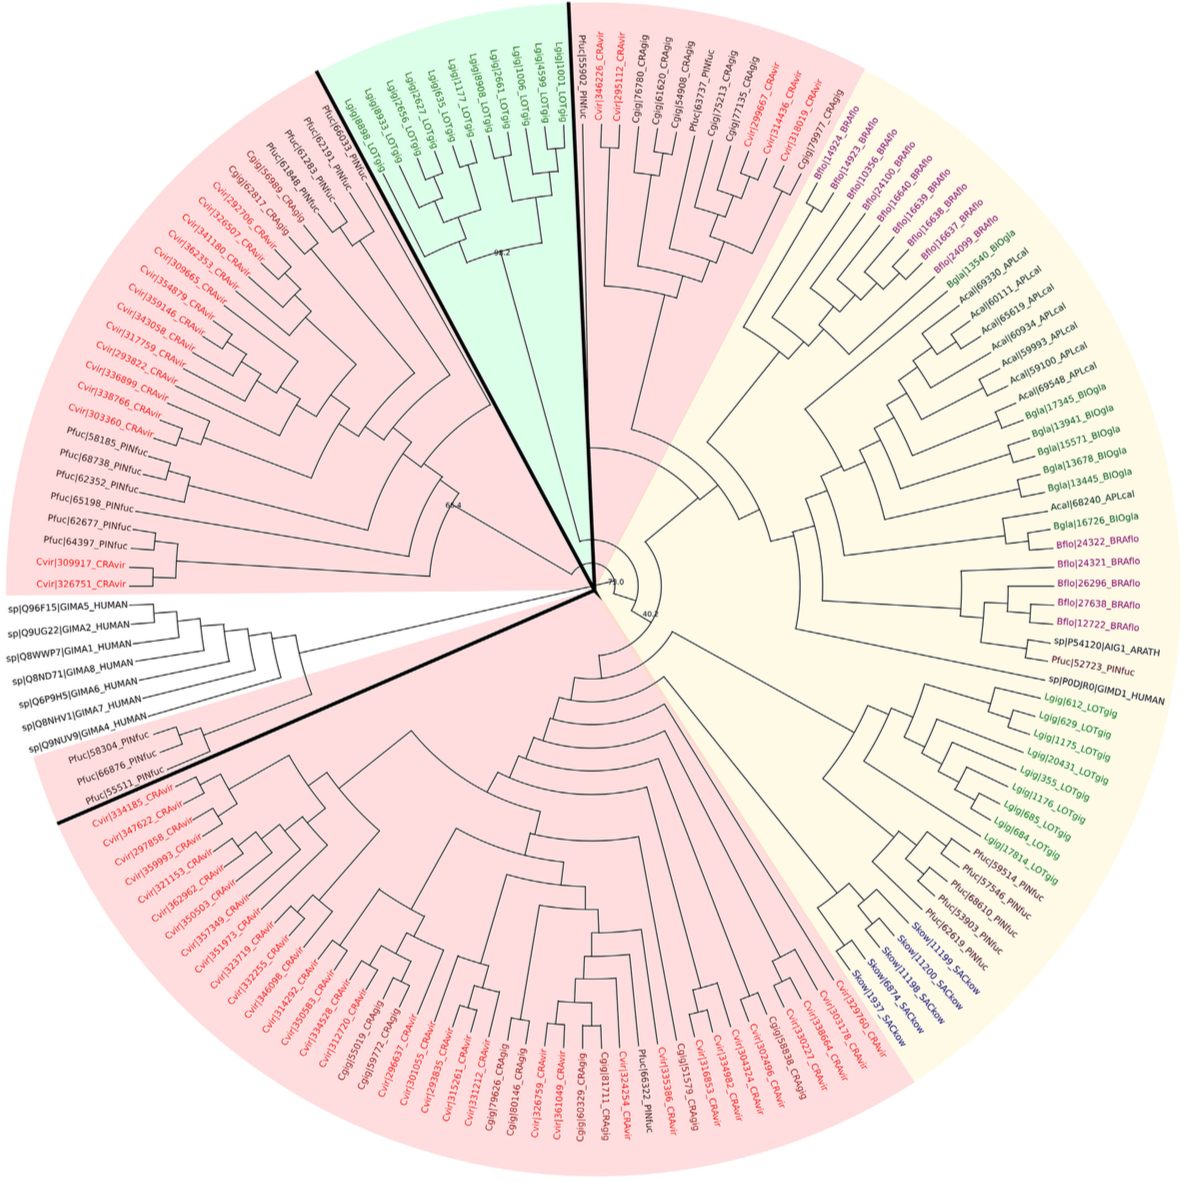 Pfuc|55902_PINfuc
Cvir|346226_CRAvir
Cvir|295112_CRAvir
Cgig|76780_CRAgig
Cgig|61620_CRAgig
Cgig|54908_CRAgig
Pfuc|63737_PINfuc
Cgig|75213_CRAgig
Cgig|77135_CRAgig
Cvir|299667_CRAvir
Cvir|314436_CRAvir
Cvir|318019_CRAvir
Cgig|79977_CRAgig
Bflo|14924_BRAflo
Bflo|14923_BRAflo
Bflo|10356_BRAflo
Bflo|24100_BRAflo
Bflo|16640_BRAflo
Bflo|16639_BRAflo
Bflo|16638_BRAflo
Bflo|16637_BRAflo
Bflo|24099_BRAflo
Bgla|13540_BIOgla
Acal|69330_APLcal
Acal|60111_APLcal
Acal|65619_APLcal
Acal|60934_APLcal
Acal|59993_APLcal
Acal|59100_APLcal
Acal|69548_APLcal
Bgla|17345_BIOgla
Bgla|13941_BIOgla
Bgla|15571_BIOgla
Bgla|13678_BIOgla
Bgla|13445_BIOgla
Acal|68240_APLcal
Bgla|16726_BIOgla
Bflo|24322_BRAflo
Bflo|24321_BRAflo
Bflo|26296_BRAflo
Bflo|27638_BRAflo
Bflo|12722_BRAflo
sp|P54120|AIG1_ARATH
Pfuc|52723_PINfuc
sp|P0DJR0|GIMD1_HUMAN
Lgig|612_LOTgig
Lgig|629_LOTgig
Lgig|1175_LOTgig
Lgig|20431_LOTgig
Lgig|355_LOTgig
Lgig|1176_LOTgig
Lgig|685_LOTgig
Lgig|684_LOTgig
Lgig|17814_LOTgig
Pfuc|59514_PINfuc
Pfuc|57546_PINfuc
Pfuc|68610_PINfuc
Pfuc|53903_PINfuc
Pfuc|62619_PINfuc
Skow|11199_SACkow
Skow|11200_SACkow
Skow|11198_SACkow
Skow|6874_SACkow
Skow|1937_SACkow
Cvir|329760_CRAvir
Cvir|303178_CRAvir
Cvir|338664_CRAvir
Cvir|330227_CRAvir
Cgig|58838_CRAgig
Cvir|302496_CRAvir
Cvir|304324_CRAvir
Cvir|334982_CRAvir
Cvir|316853_CRAvir
Cgig|51579_CRAgig
Cvir|335386_CRAvir
Pfuc|66322_PINfuc
Cvir|324254_CRAvir
Cgig|81711_CRAgig
Cgig|60329_CRAgig
Cvir|361049_CRAvir
Cvir|326759_CRAvir
Cgig|80146_CRAgig
Cgig|79626_CRAgig
Cvir|331212_CRAvir
Cvir|315261_CRAvir
Cvir|293835_CRAvir
Cvir|301055_CRAvir
Cvir|296637_CRAvir
Cgig|59772_CRAgig
Cgig|55019_CRAgig
Cvir|312720_CRAvir
Cvir|334528_CRAvir
Cvir|350583_CRAvir
Cvir|314292_CRAvir
Cvir|346098_CRAvir
Cvir|332255_CRAvir
Cvir|323719_CRAvir
Cvir|351973_CRAvir
Cvir|357349_CRAvir
Cvir|350503_CRAvir
Cvir|362962_CRAvir
Cvir|321153_CRAvir
Cvir|359993_CRAvir
Cvir|297858_CRAvir
Cvir|347622_CRAvir
Cvir|334185_CRAvir
Pfuc|55511_PINfuc
Pfuc|66876_PINfuc
Pfuc|58304_PINfuc
sp|Q9NUV9|GIMA4_HUMAN
sp|Q8NHV1|GIMA7_HUMAN
sp|Q6P9H5|GIMA6_HUMAN
sp|Q8ND71|GIMA8_HUMAN
sp|Q8WWP7|GIMA1_HUMAN
sp|Q9UG22|GIMA2_HUMAN
sp|Q96F15|GIMA5_HUMAN
Cvir|326751_CRAvir
Cvir|309917_CRAvir
Pfuc|64397_PINfuc
Pfuc|62677_PINfuc
Pfuc|65198_PINfuc
Pfuc|62352_PINfuc
Pfuc|68738_PINfuc
Pfuc|58185_PINfuc
Cvir|303360_CRAvir
Cvir|338766_CRAvir
Cvir|336899_CRAvir
Cvir|293822_CRAvir
Cvir|317759_CRAvir
Cvir|343058_CRAvir
Cvir|359146_CRAvir
Cvir|354879_CRAvir
Cvir|309665_CRAvir
Cvir|362353_CRAvir
Cvir|341180_CRAvir
Cvir|326507_CRAvir
Cvir|292706_CRAvir
Cgig|62817_CRAgig
Cgig|56989_CRAgig
Pfuc|61848_PINfuc
Pfuc|61283_PINfuc
Pfuc|62191_PINfuc
Pfuc|66033_PINfuc
Lgig|8898_LOTgig
Lgig|8933_LOTgig
Lgig|2656_LOTgig
Lgig|2627_LOTgig
Lgig|635_LOTgig
Lgig|1177_LOTgig
Lgig|8908_LOTgig
Lgig|2661_LOTgig
Lgig|1006_LOTgig
Lgig|4599_LOTgig
Lgig|1001_LOTgig
98.2
73.0
40.2